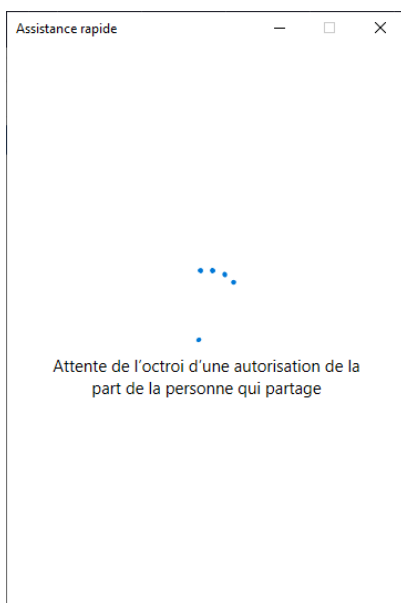 Assistance rapide
Attente de l’octroi d’une autorisation de la
part de la personne qui partage